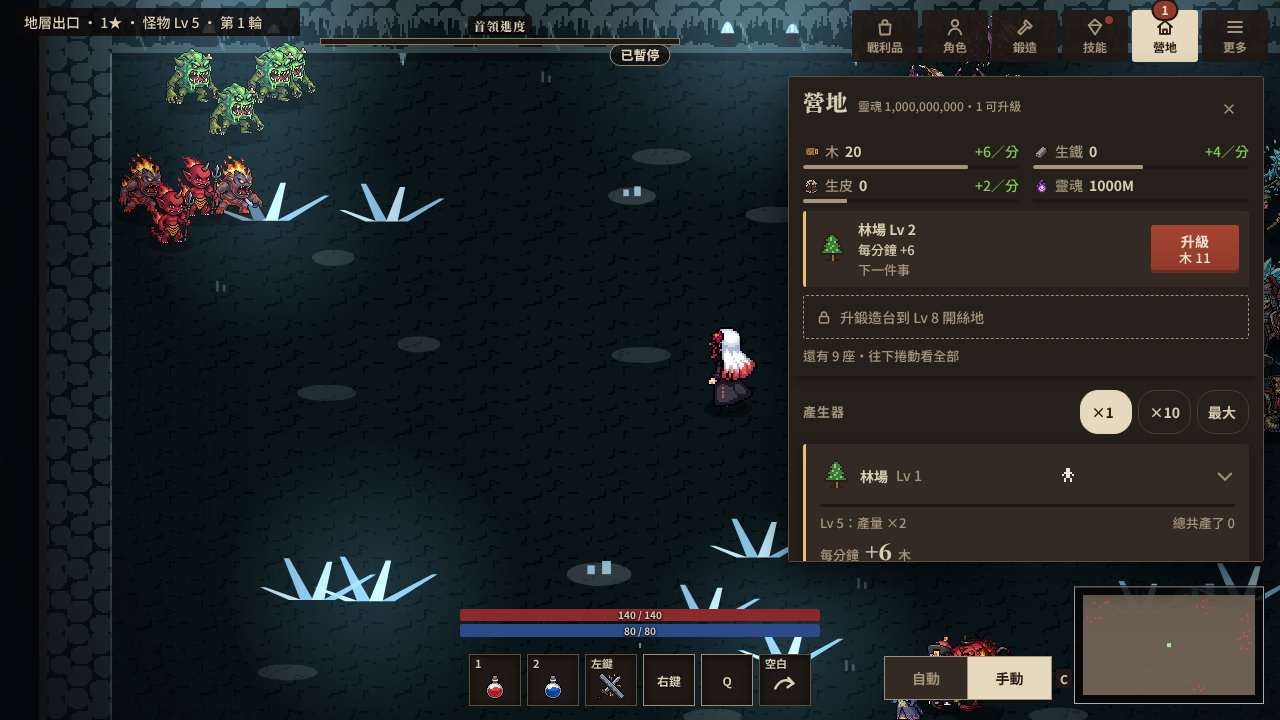 地層出口 · 1★ · 怪物 Lv 5 · 第 1 輪
首領進度
已暫停
1
戰利品
角色
鍛造
技能
營地
更多
營地 靈魂 1,000,000,000 · 1 可升級
×
木 20 +6／分
生鐵 0 +4／分
生皮 0 +2／分
靈魂 1000M
林場 Lv 2
每分鐘 +6
下一件事
升級
木 11
升鍛造台到 Lv 8 開絲地
還有 9 座 · 往下捲動看全部
產生器
×1
×10
最大
林場 Lv 1
Lv 5：產量 ×2
總共產了 0
每分鐘 +6 木
140 / 140
80 / 80
1
2
左鍵
右鍵
Q
空白
自動
手動
C